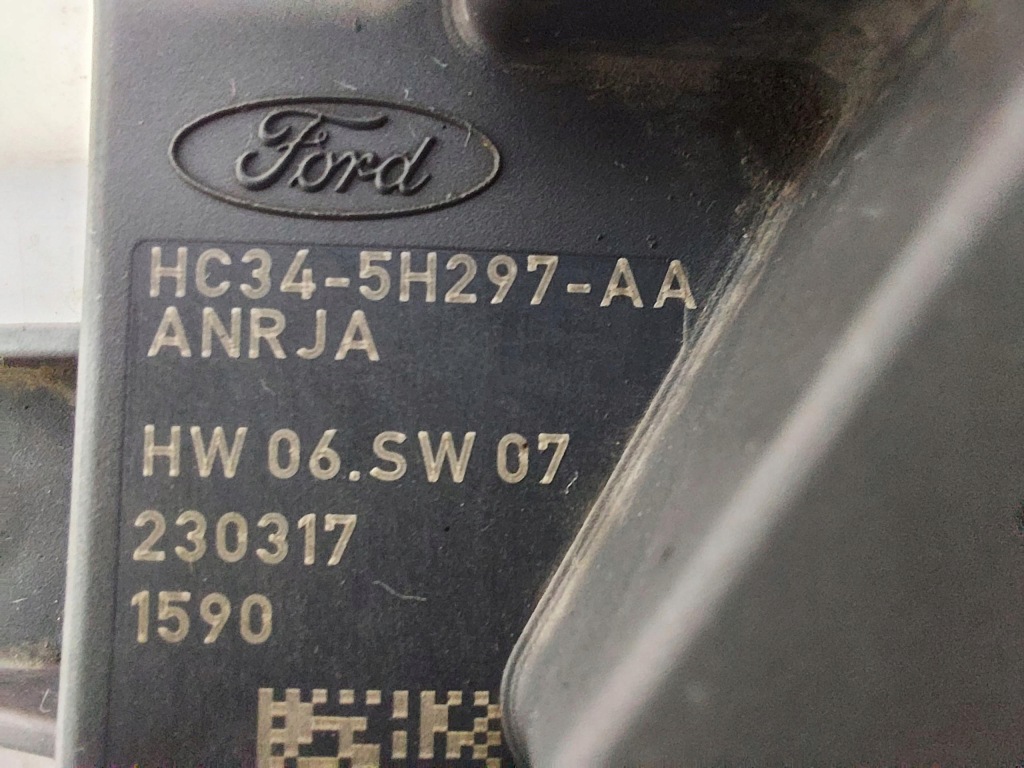 Ford
HC34-5H297-AA
ANRJA
HW 06.SW 07
230317
1590